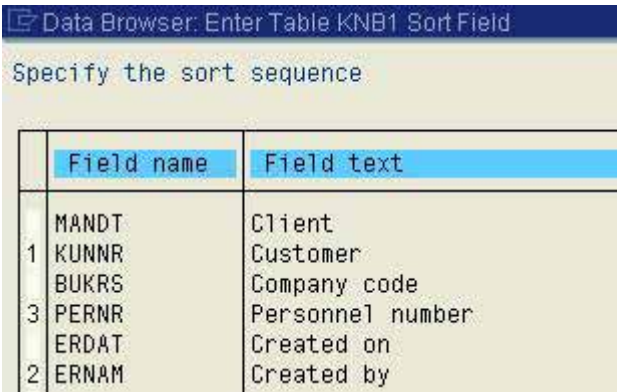 Data Browser: Enter Table KNB1 Sort Field
Specify the sort sequence
Field name Field text
MANDT Client
1 KUNNR Customer
BUKRS Company code
3 PERNR Personnel number
ERDAT Created on
2 ERNAM Created by